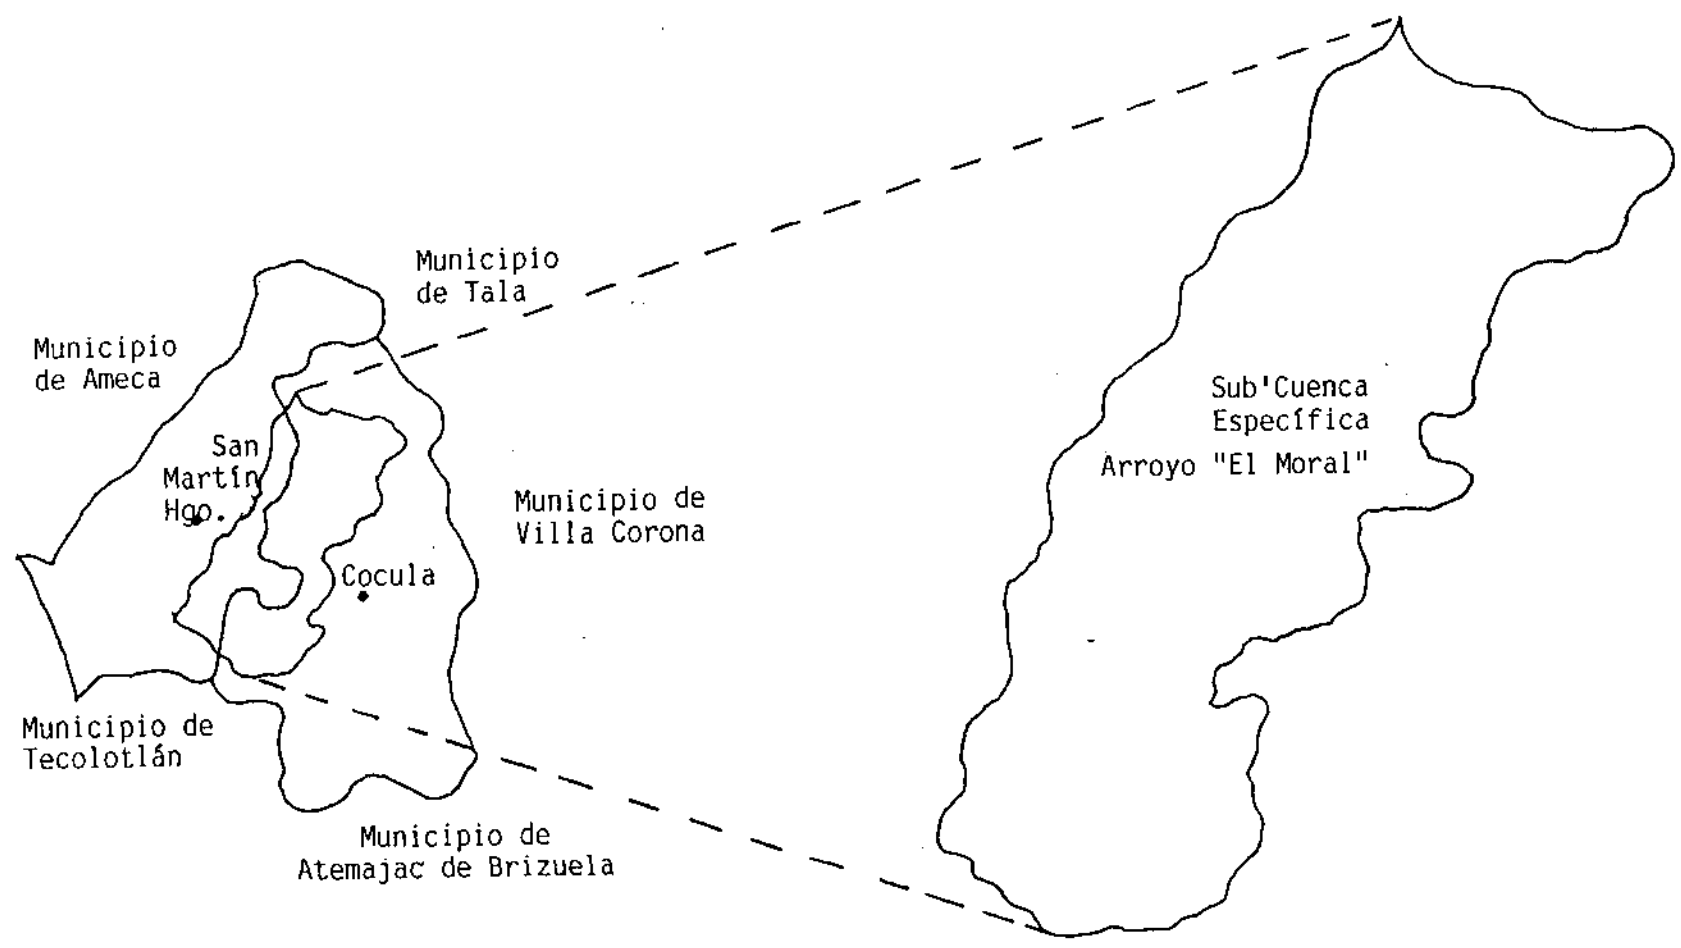 Municipio
de Tala
Municipio
de Ameca
San
Martín
Hgo.
Municipio de
Villa Corona
Cocula
Municipio de
Tecolotlán
Municipio de
Atemajac de Brizuela
Sub'Cuenca
Específica
Arroyo "El Moral"